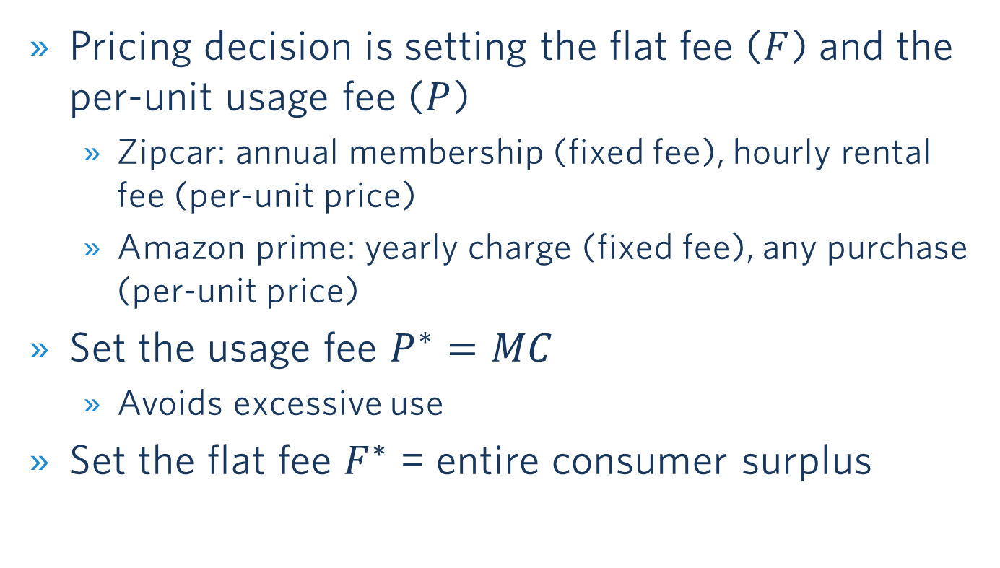 » Pricing decision is setting the flat fee (F) and the
per-unit usage fee (P)
» Zipcar: annual membership (fixed fee), hourly rental
fee (per-unit price)
» Amazon prime: yearly charge (fixed fee), any purchase
(per-unit price)
» Set the usage fee P* = MC
» Avoids excessive use
» Set the flat fee F* = entire consumer surplus